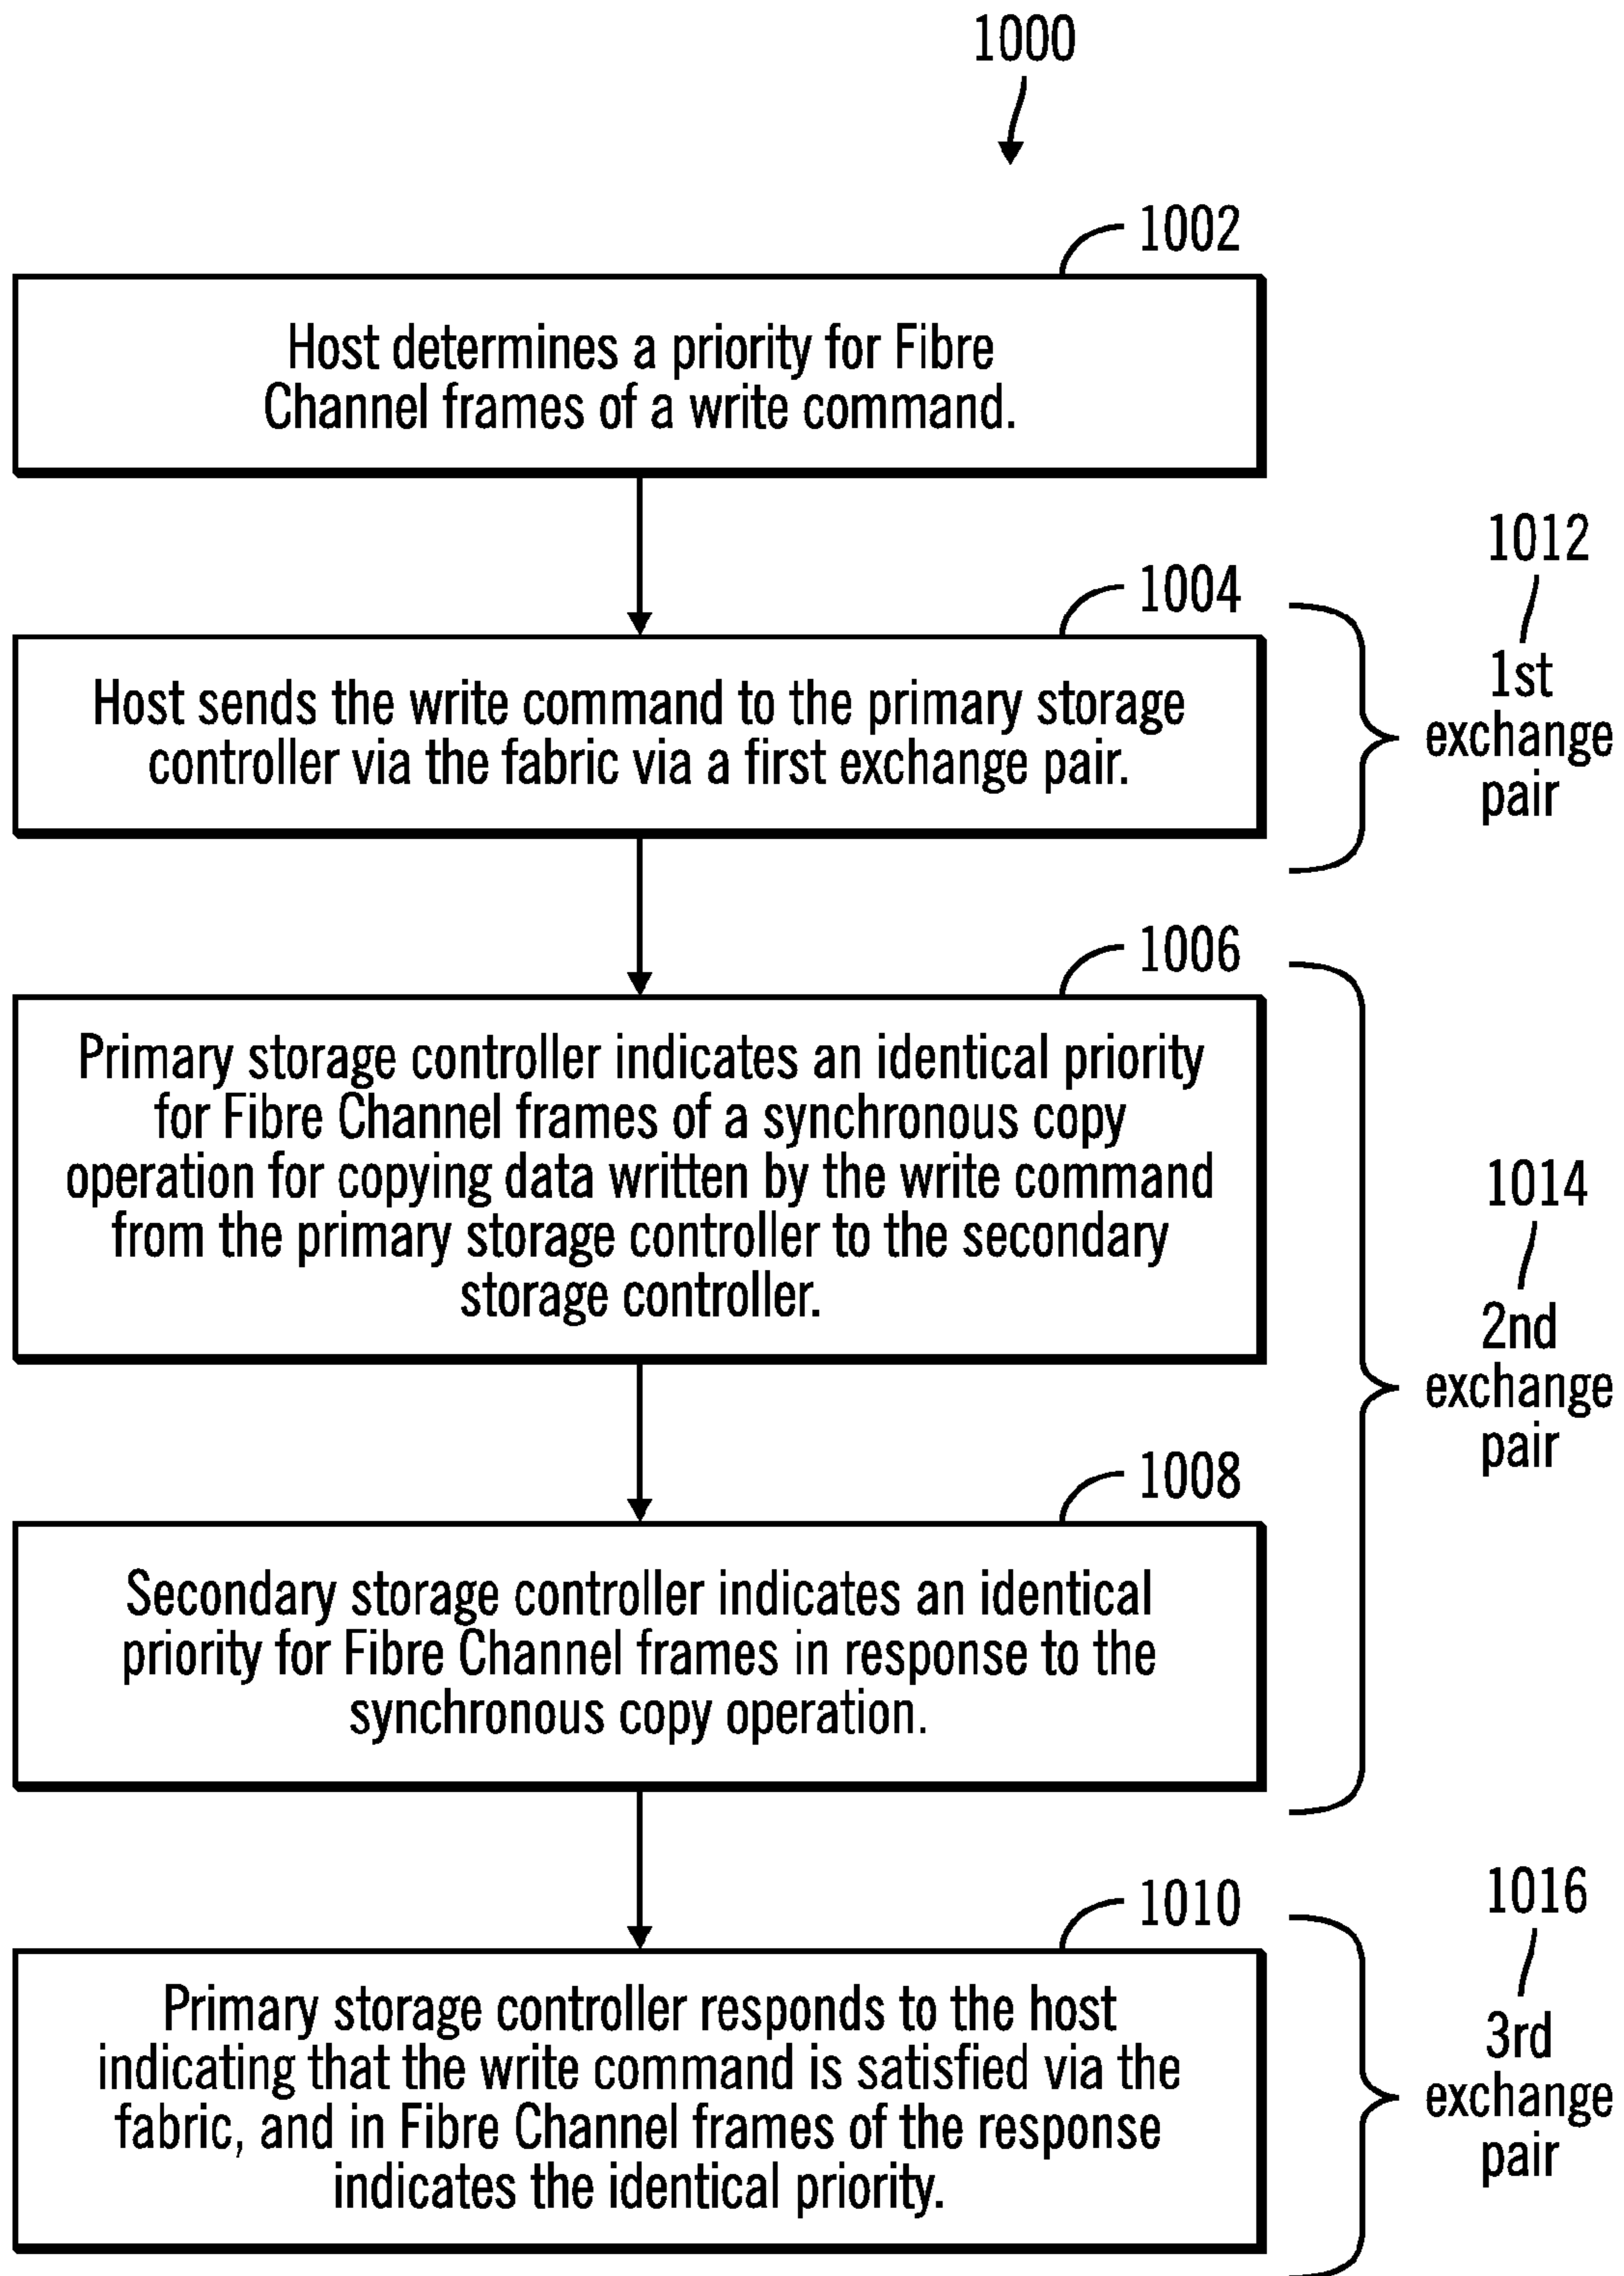 1000
1002
Host determines a priority for Fibre
Channel frames of a write command.
1004
Host sends the write command to the primary storage
controller via the fabric via a first exchange pair.
1012
1st
exchange
pair
1006
Primary storage controller indicates an identical priority
for Fibre Channel frames of a synchronous copy
operation for copying data written by the write command
from the primary storage controller to the secondary
storage controller.
1014
2nd
exchange
pair
1008
Secondary storage controller indicates an identical
priority for Fibre Channel frames in response to the
synchronous copy operation.
1010
Primary storage controller responds to the host
indicating that the write command is satisfied via the
fabric, and in Fibre Channel frames of the response
indicates the identical priority.
1016
3rd
exchange
pair